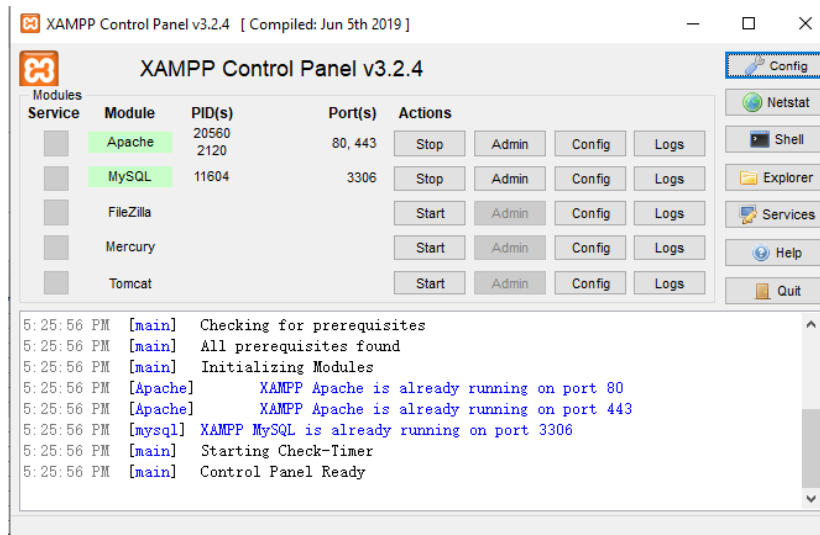 XAMPP Control Panel v3.2.4 [ Compiled: Jun 5th 2019 ]
XAMPP Control Panel v3.2.4
Config
Modules
Service Module PID(s) Port(s) Actions
Netstat
Apache 20560 2120 80, 443 Stop Admin Config Logs
Shell
MySQL 11604 3306 Stop Admin Config Logs
Explorer
FileZilla Start Admin Config Logs
Services
Mercury Start Admin Config Logs
Help
Tomcat Start Admin Config Logs
Quit
5:25:56 PM [main] Checking for prerequisites
5:25:56 PM [main] All prerequisites found
5:25:56 PM [main] Initializing Modules
5:25:56 PM [Apache] XAMPP Apache is already running on port 80
5:25:56 PM [Apache] XAMPP Apache is already running on port 443
5:25:56 PM [mysql] XAMPP MySQL is already running on port 3306
5:25:56 PM [main] Starting Check-Timer
5:25:56 PM [main] Control Panel Ready